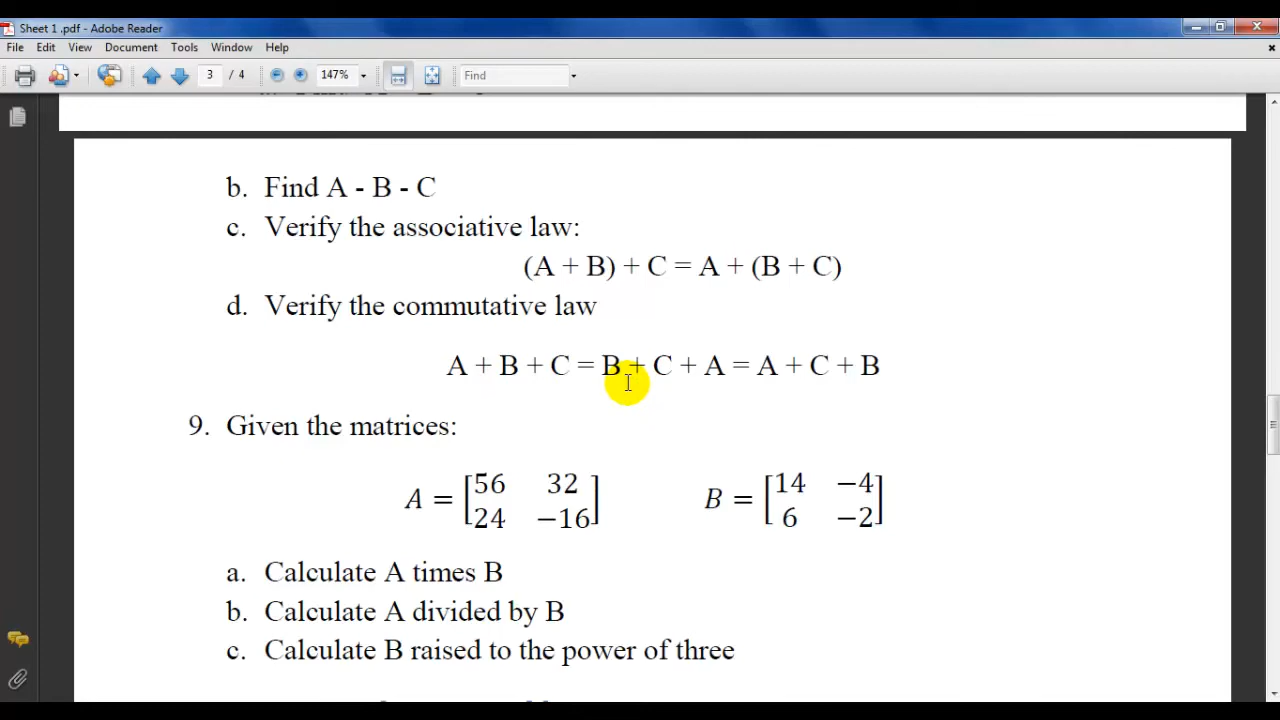 Sheet 1 .pdf - Adobe Reader
File Edit View Document Tools Window Help
3 / 4 147% Find
b. Find A - B - C
c. Verify the associative law:
(A + B) + C = A + (B + C)
d. Verify the commutative law
A + B + C = B + C + A = A + C + B
9. Given the matrices:
A = [56 32 B = [14 -4
24 −16] 6 −2]
a. Calculate A times B
b. Calculate A divided by B
c. Calculate B raised to the power of three